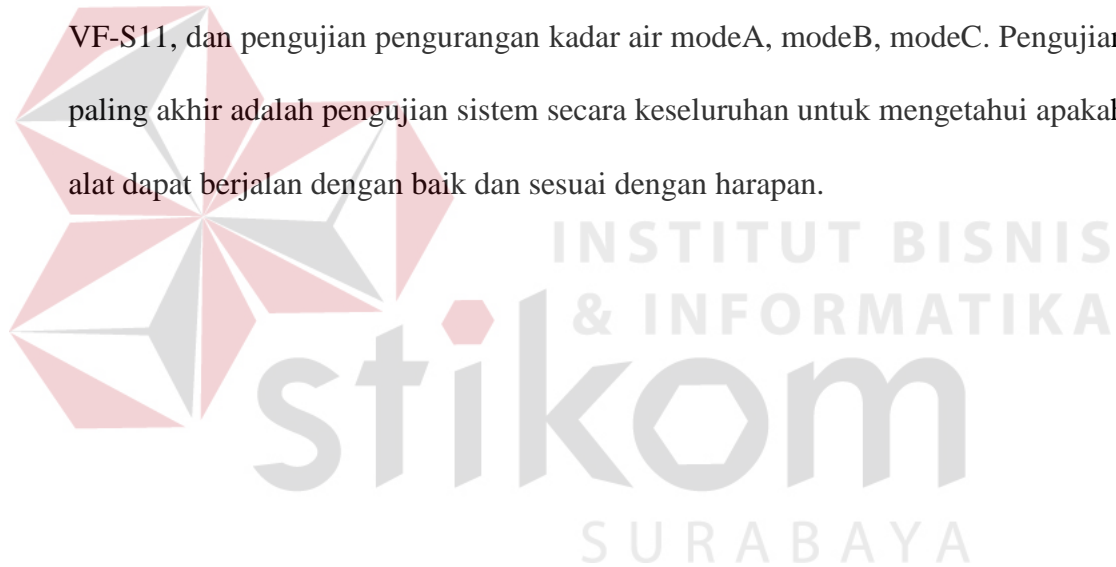 VF-S11, dan pengujian pengurangan kadar air modeA, modeB, modeC. Pengujian
paling akhir adalah pengujian sistem secara keseluruhan untuk mengetahui apakah
alat dapat berjalan dengan baik dan sesuai dengan harapan.
INSTITUT BISNIS
& INFORMATIKA
stikom
SURABAYA